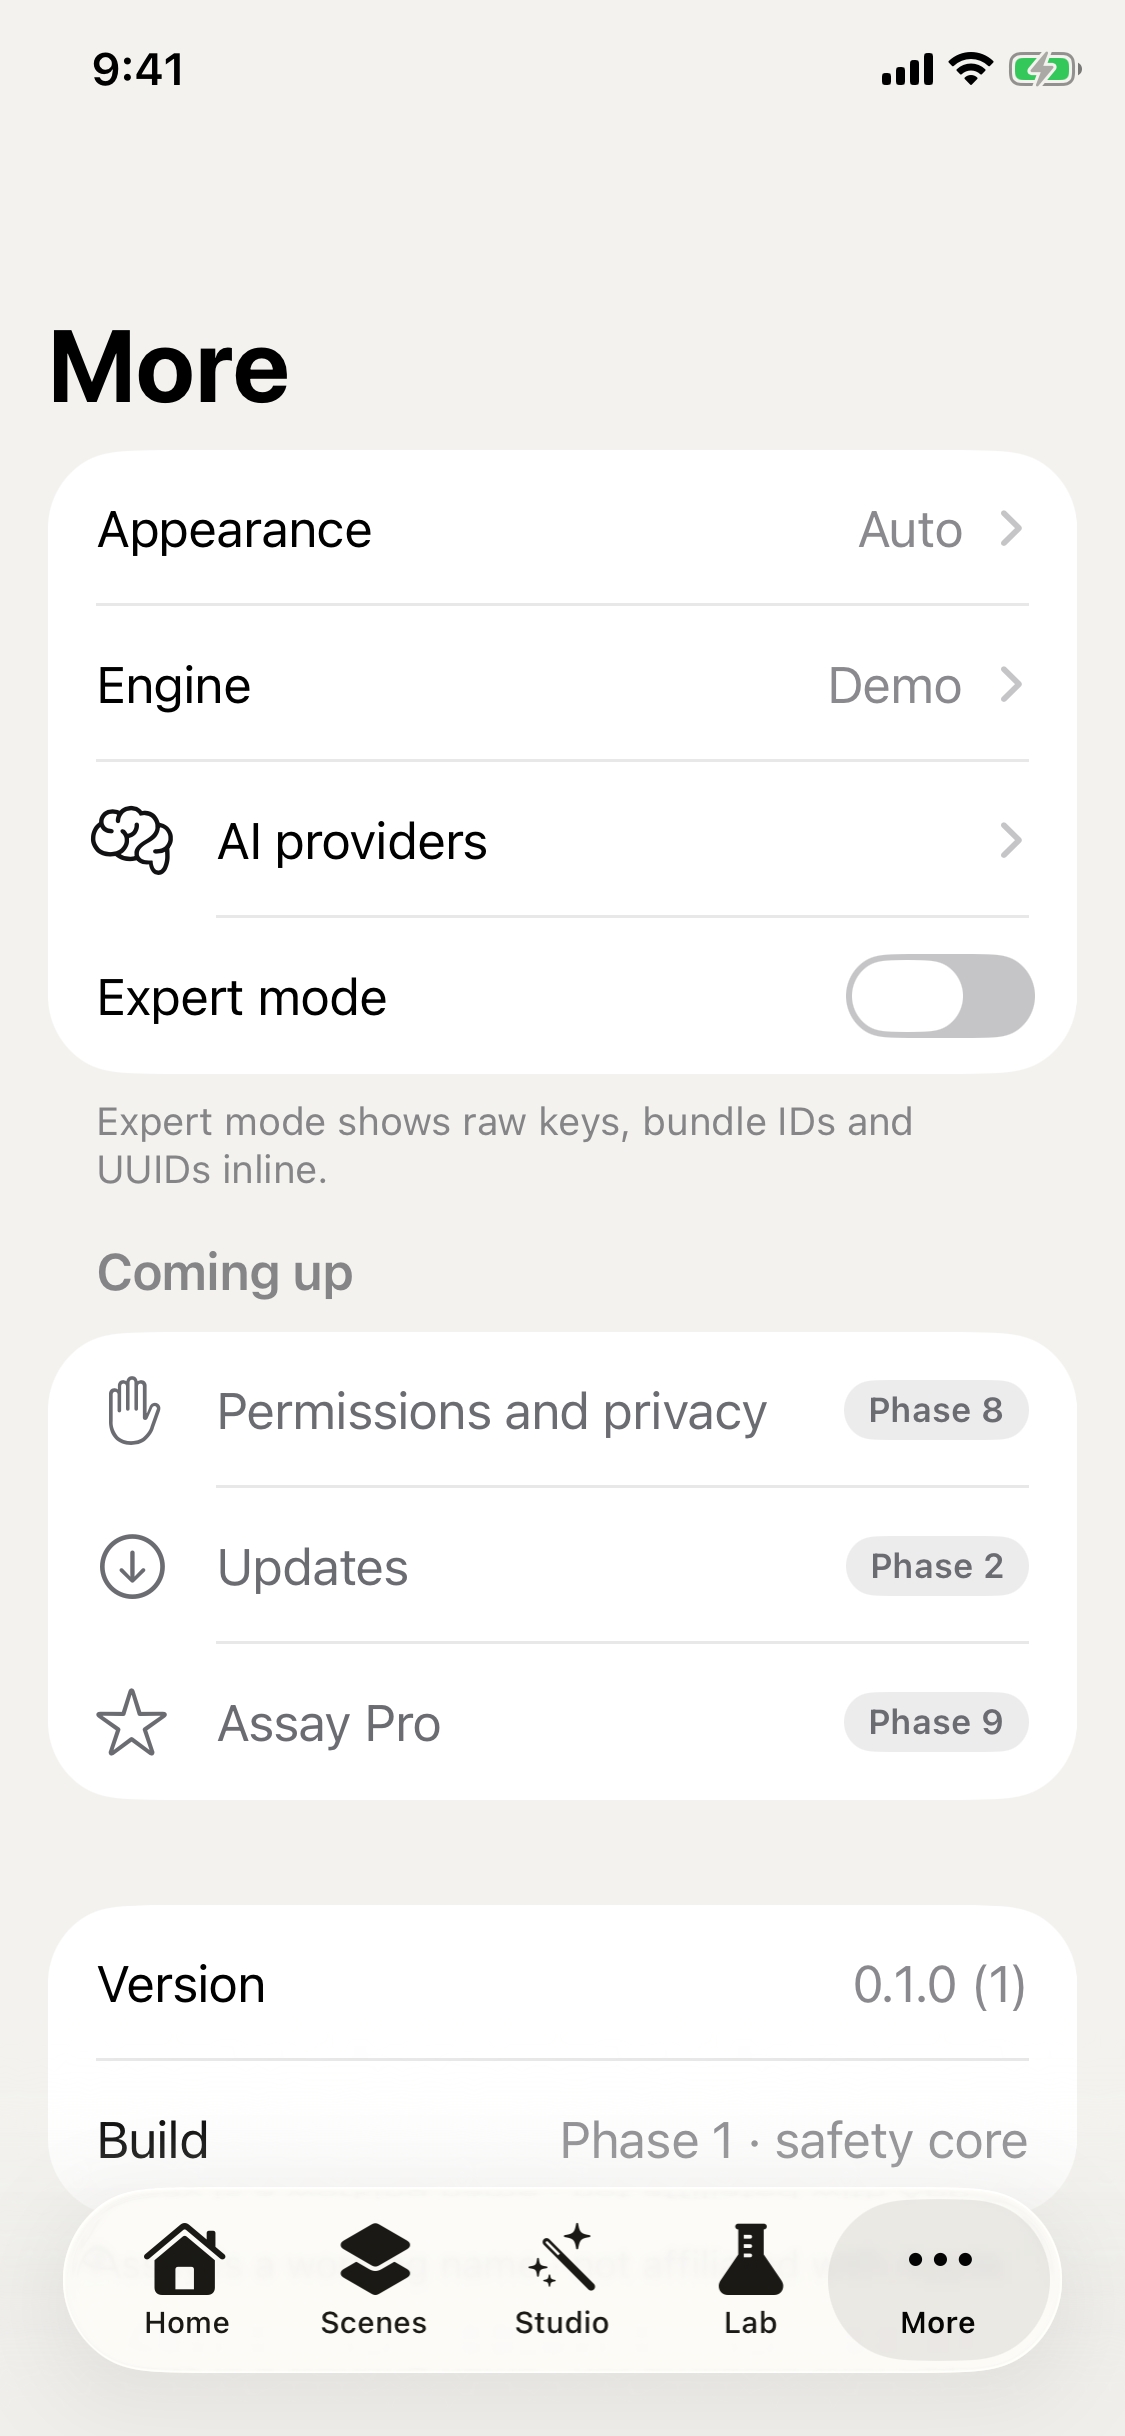 9:41
More
Appearance Auto
Engine Demo
AI providers
Expert mode
Expert mode shows raw keys, bundle IDs and
UUIDs inline.
Coming up
Permissions and privacy Phase 8
Updates Phase 2
Assay Pro Phase 9
Version 0.1.0 (1)
Build Phase 1 · safety core
Home Scenes Studio Lab More